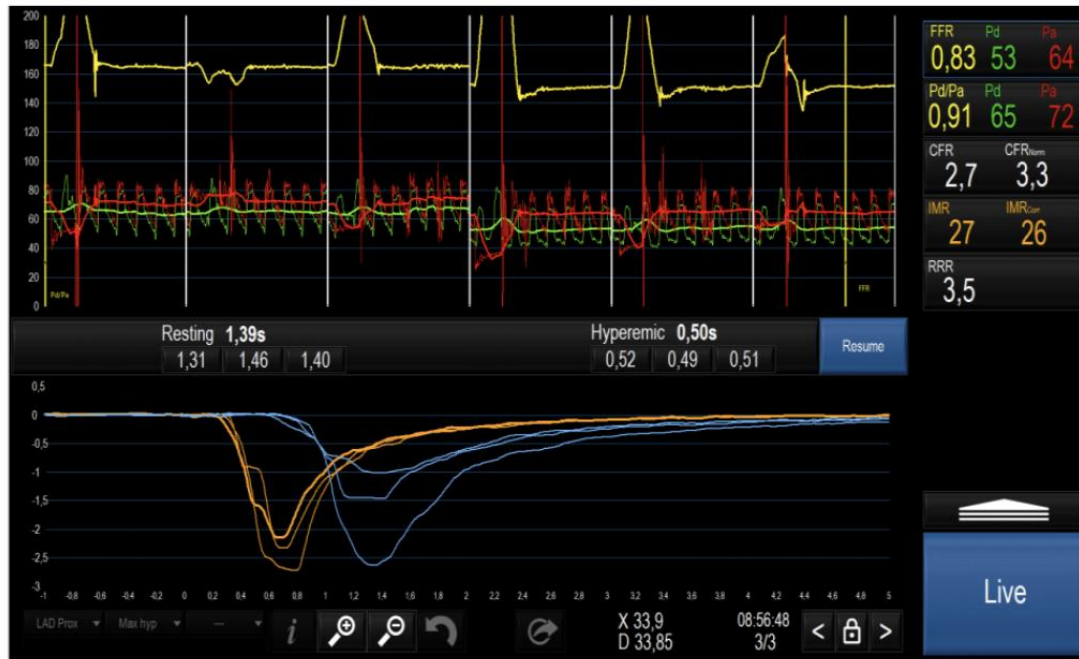 200
180
160
140
120
100
80
60
40
20
0
Pd/Pa
FFR
FFR Pd Pa
0,83 53 64
Pd/Pa Pd Pa
0,91 65 72
CFR CFRNorm
2,7 3,3
IMR IMRCorr
27 26
RRR
3,5
Resting 1,39s
1,31 1,46 1,40
Hyperemic 0,50s
0,52 0,49 0,51
Resume
0,5
0
-0,5
-1
-1,5
-2
-2,5
-3
-1 -0,8 -0,6 -0,4 -0,2 0 0,2 0,4 0,6 0,8 1 1,2 1,4 1,6 1,8 2 2,2 2,4 2,6 2,8 3 3,2 3,4 3,6 3,8 4 4,2 4,4 4,6 4,8 5
LAD Prox Max hyp ---
i
X 33,9
D 33,85
08:56:48
3/3
< >
Live